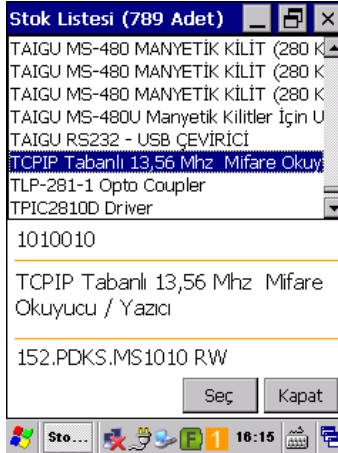 Stok Listesi (789 Adet)
TAIGU MS-480 MANYETİK KİLİT (280 K
TAIGU MS-480 MANYETİK KİLİT (280 K
TAIGU MS-480 MANYETİK KİLİT (280 K
TAIGU MS-480U Manyetik Kilitler İçin U
TAIGU RS232 - USB ÇEVİRİCİ
TCPIP Tabanlı 13,56 Mhz  Mifare Okuy
TLP-281-1 Opto Coupler
TPIC2810D Driver
1010010
TCPIP Tabanlı 13,56 Mhz  Mifare
Okuyucu / Yazıcı
152.PDKS.MS1010 RW
Seç Kapat
Sto... F 1 16:15